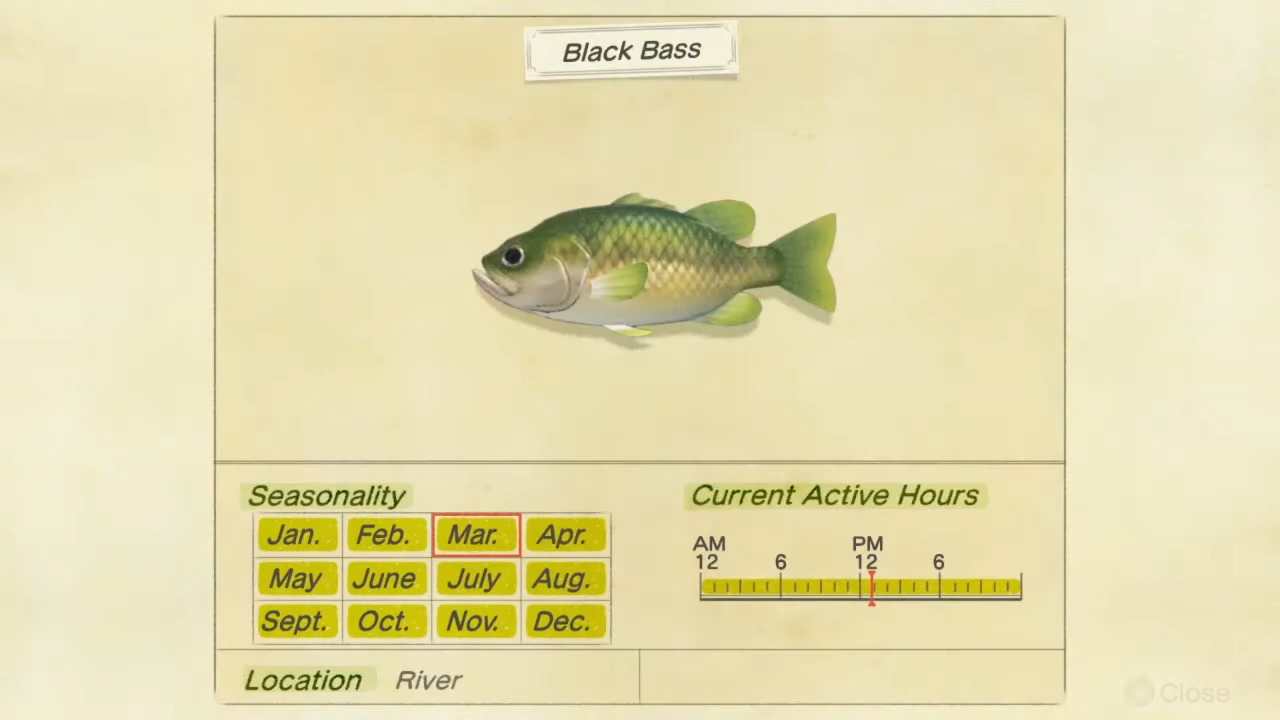 Black Bass
Seasonality
Jan. Feb. Mar. Apr.
May June July Aug.
Sept. Oct. Nov. Dec.
Current Active Hours
AM PM
12 6 12 6
Location River
Close